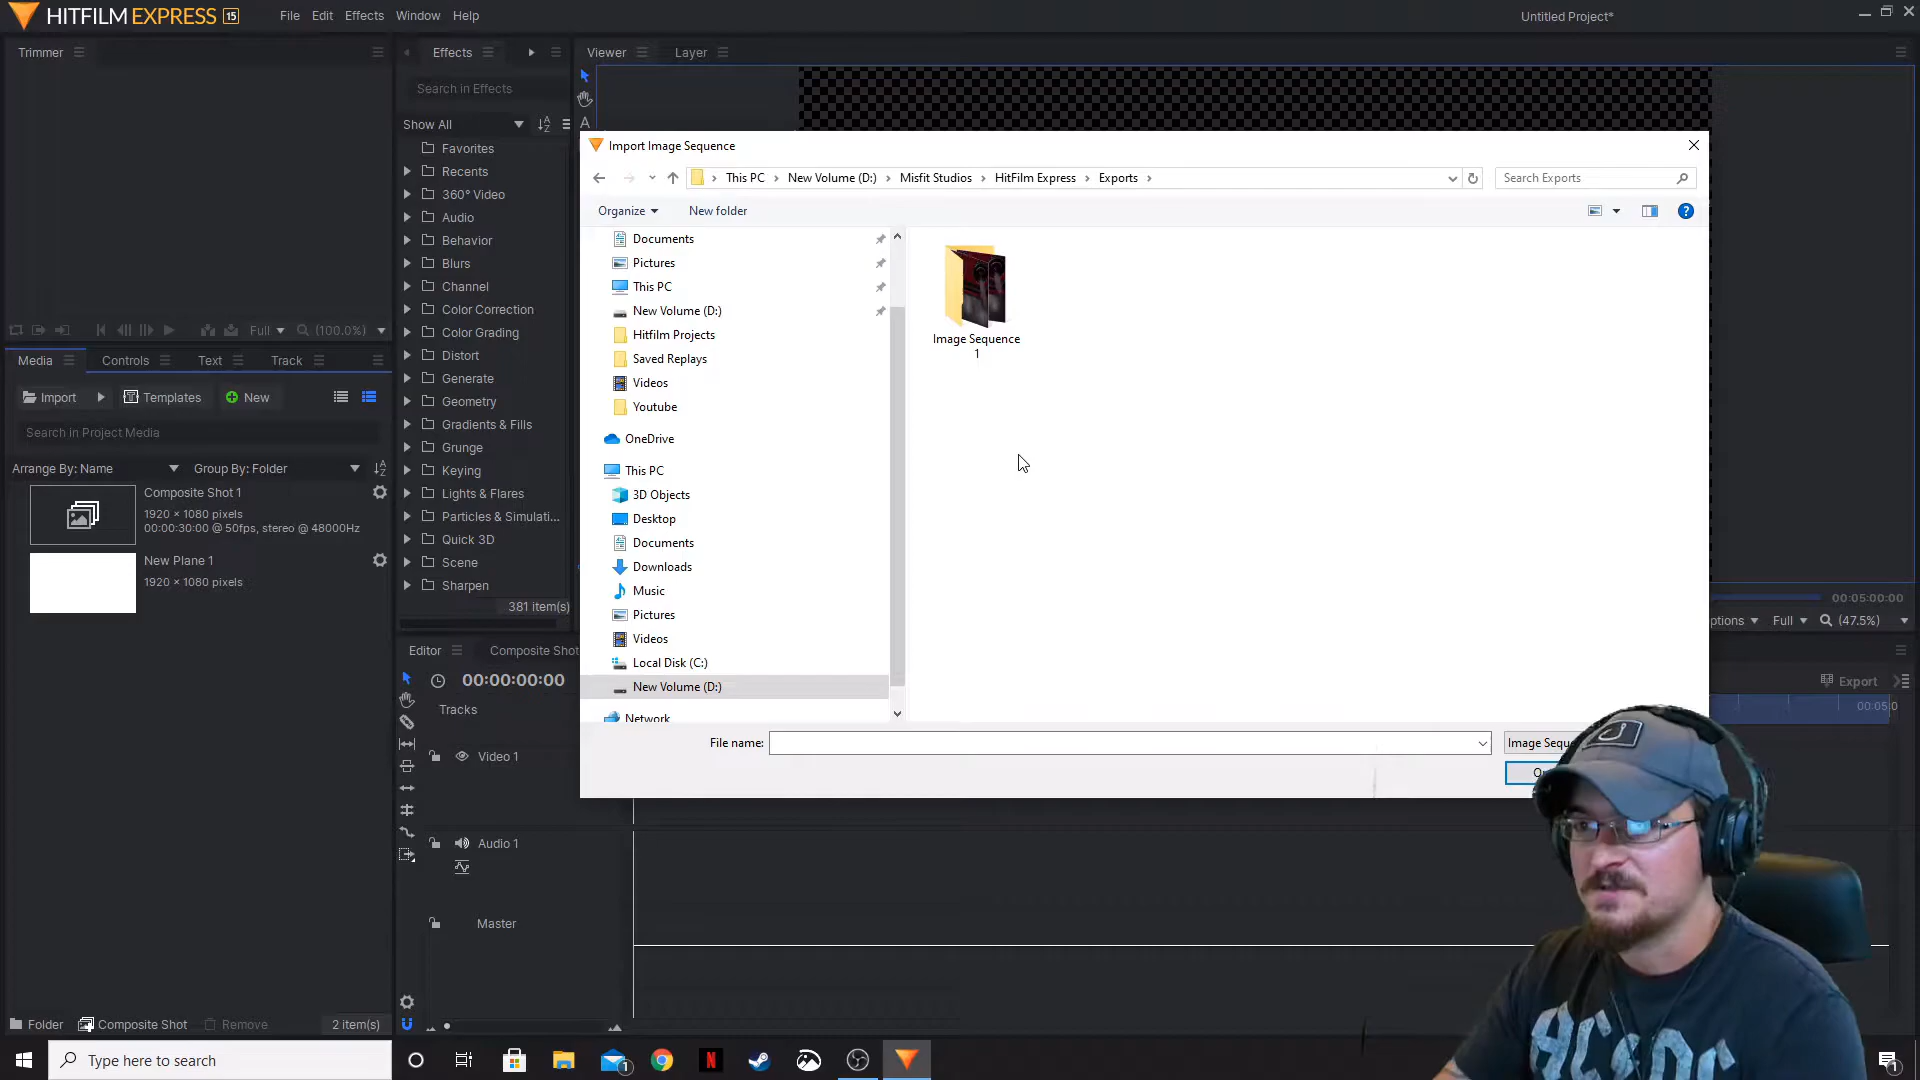 HITFILM EXPRESS 15
File Edit Effects Window Help
Untitled Project*
Trimmer
Effects
Viewer
Layer
Search in Effects
Show All
Favorites
Recents
360° Video
Audio
Behavior
Blurs
Channel
Color Correction
Color Grading
Distort
Generate
Geometry
Gradients & Fills
Grunge
Keying
Lights & Flares
Particles & Simulati...
Quick 3D
Scene
Sharpen
381 item(s)
Full
(100.0%)
Media
Controls
Text
Track
Import
Templates
New
Search in Project Media
Arrange By: Name
Group By: Folder
Composite Shot 1
1920 × 1080 pixels
00:00:30:00 @ 50fps, stereo @ 48000Hz
New Plane 1
1920 × 1080 pixels
Folder
Composite Shot
Remove
2 item(s)
Import Image Sequence
This PC > New Volume (D:) > Misfit Studios > HitFilm Express > Exports >
Search Exports
Organize
New folder
Documents
Pictures
This PC
New Volume (D:)
Hitfilm Projects
Saved Replays
Videos
Youtube
OneDrive
This PC
3D Objects
Desktop
Documents
Downloads
Music
Pictures
Videos
Local Disk (C:)
New Volume (D:)
Network
Image Sequence
1
File name:
Image Sequ
O
00:05:00:00
ptions
Full
(47.5%)
Editor
Composite Shot
00:00:00:00
Export
Tracks
00:05:0
Video 1
Audio 1
Master
Type here to search
1
N
1